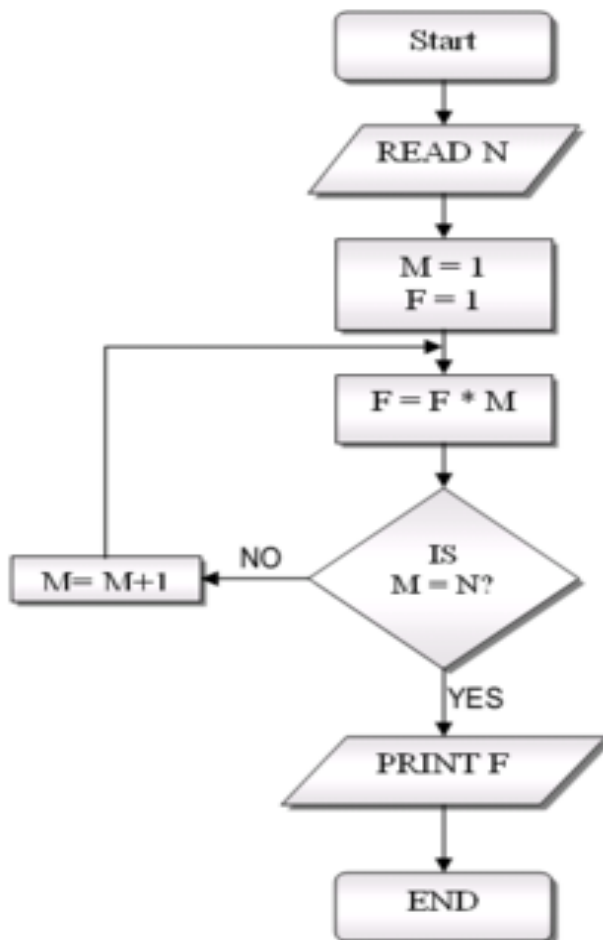 Start
READ N
M = 1
F = 1
F = F * M
IS
M = N?
NO
M= M+1
YES
PRINT F
END